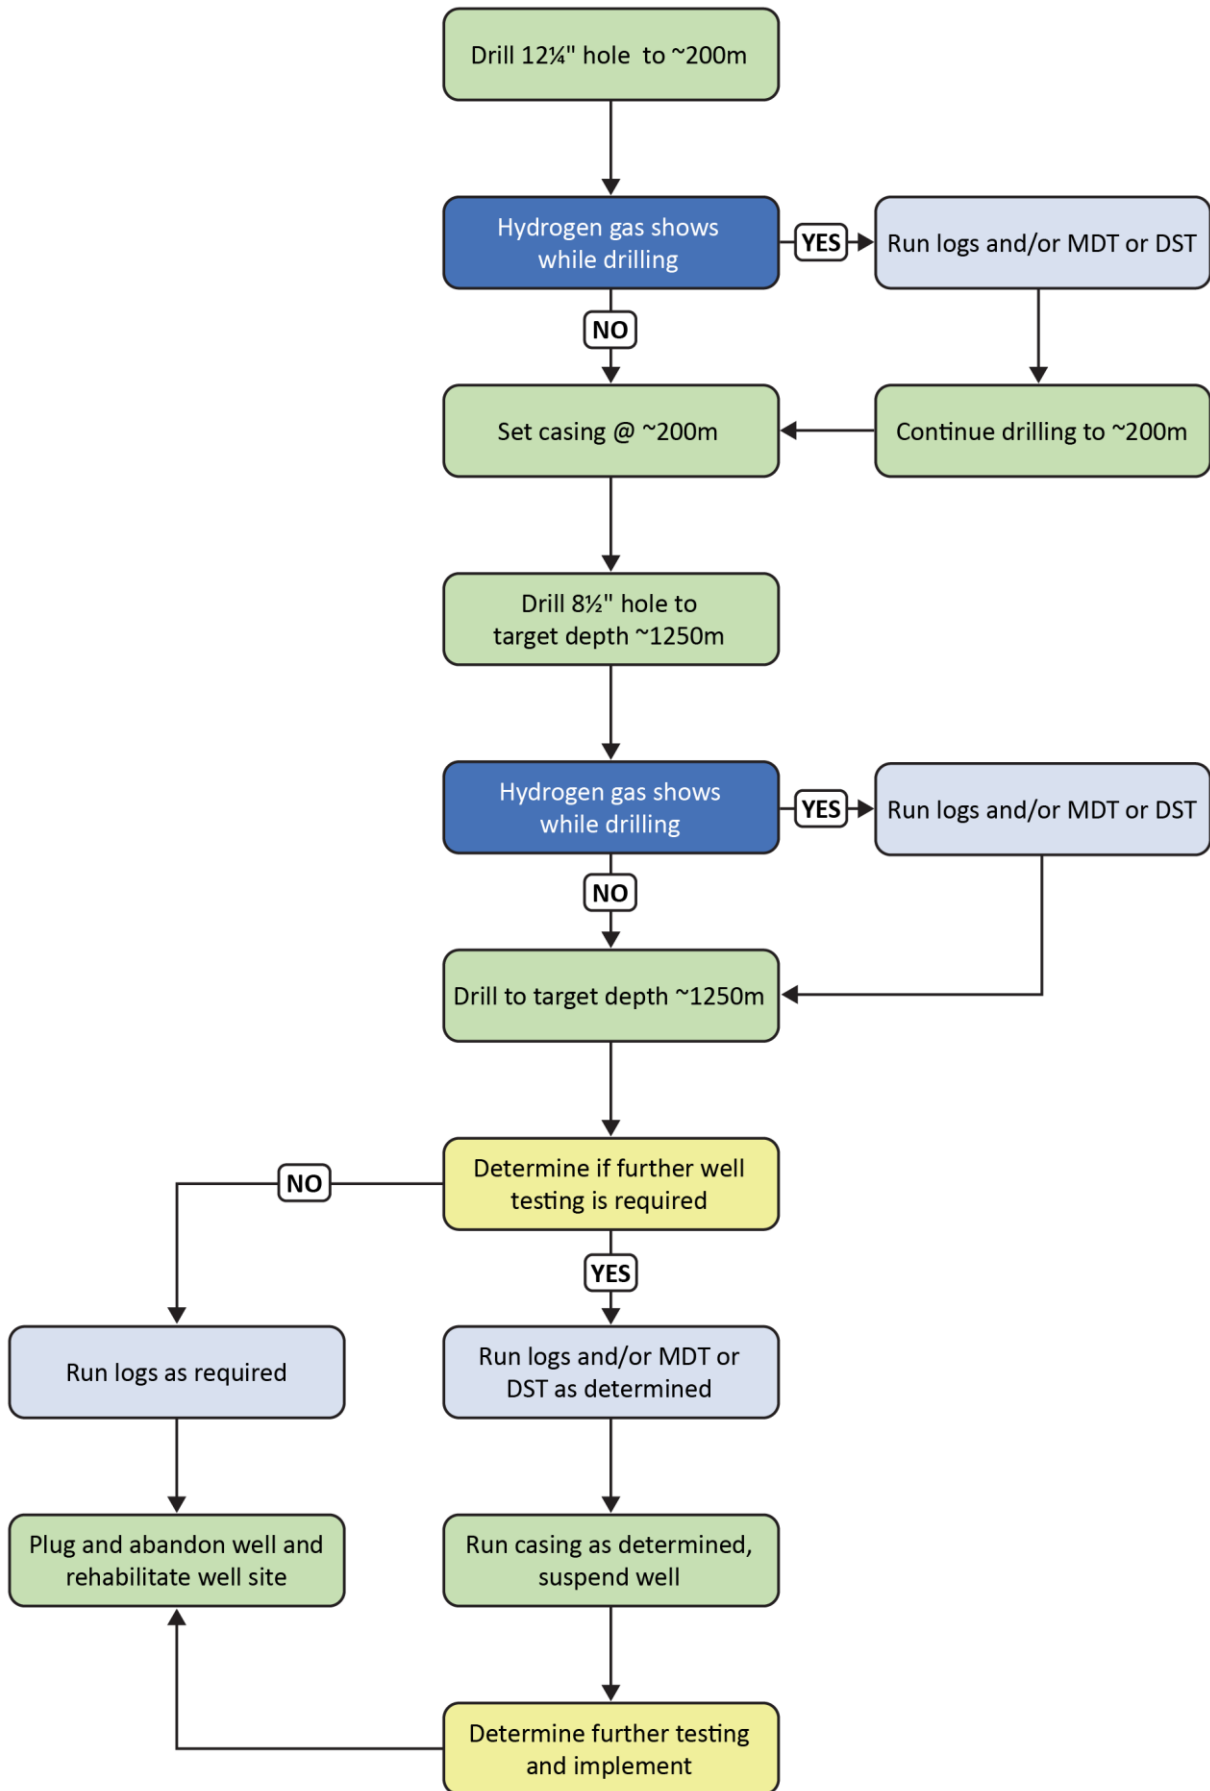 Drill 12¼" hole to ~200m
Hydrogen gas shows
while drilling
YES
Run logs and/or MDT or DST
NO
Set casing @ ~200m
Continue drilling to ~200m
Drill 8½" hole to
target depth ~1250m
Hydrogen gas shows
while drilling
YES
Run logs and/or MDT or DST
NO
Drill to target depth ~1250m
Determine if further well
testing is required
NO
YES
Run logs as required
Run logs and/or MDT or
DST as determined
Plug and abandon well and
rehabilitate well site
Run casing as determined,
suspend well
Determine further testing
and implement